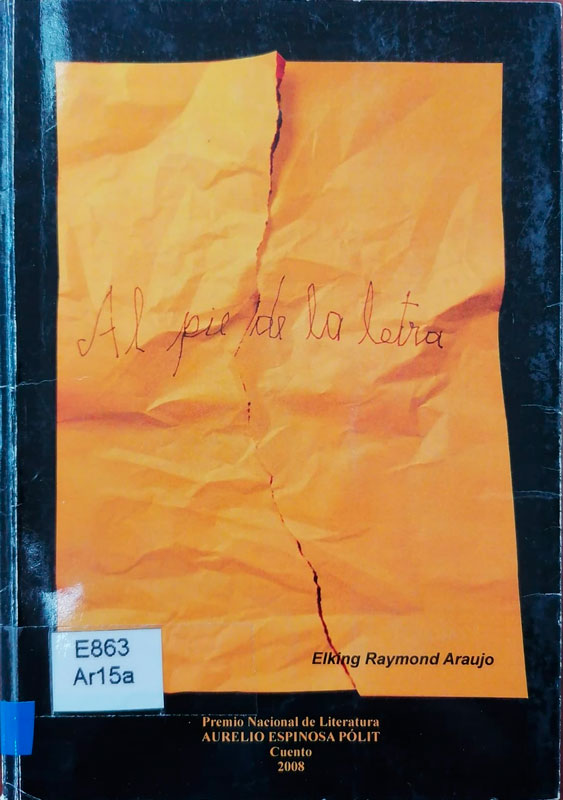 Al pie de la letra
Elking Raymond Araujo
E863
Ar15a
Premio Nacional de Literatura
AURELIO ESPINOSA PÓLIT
Cuento
2008